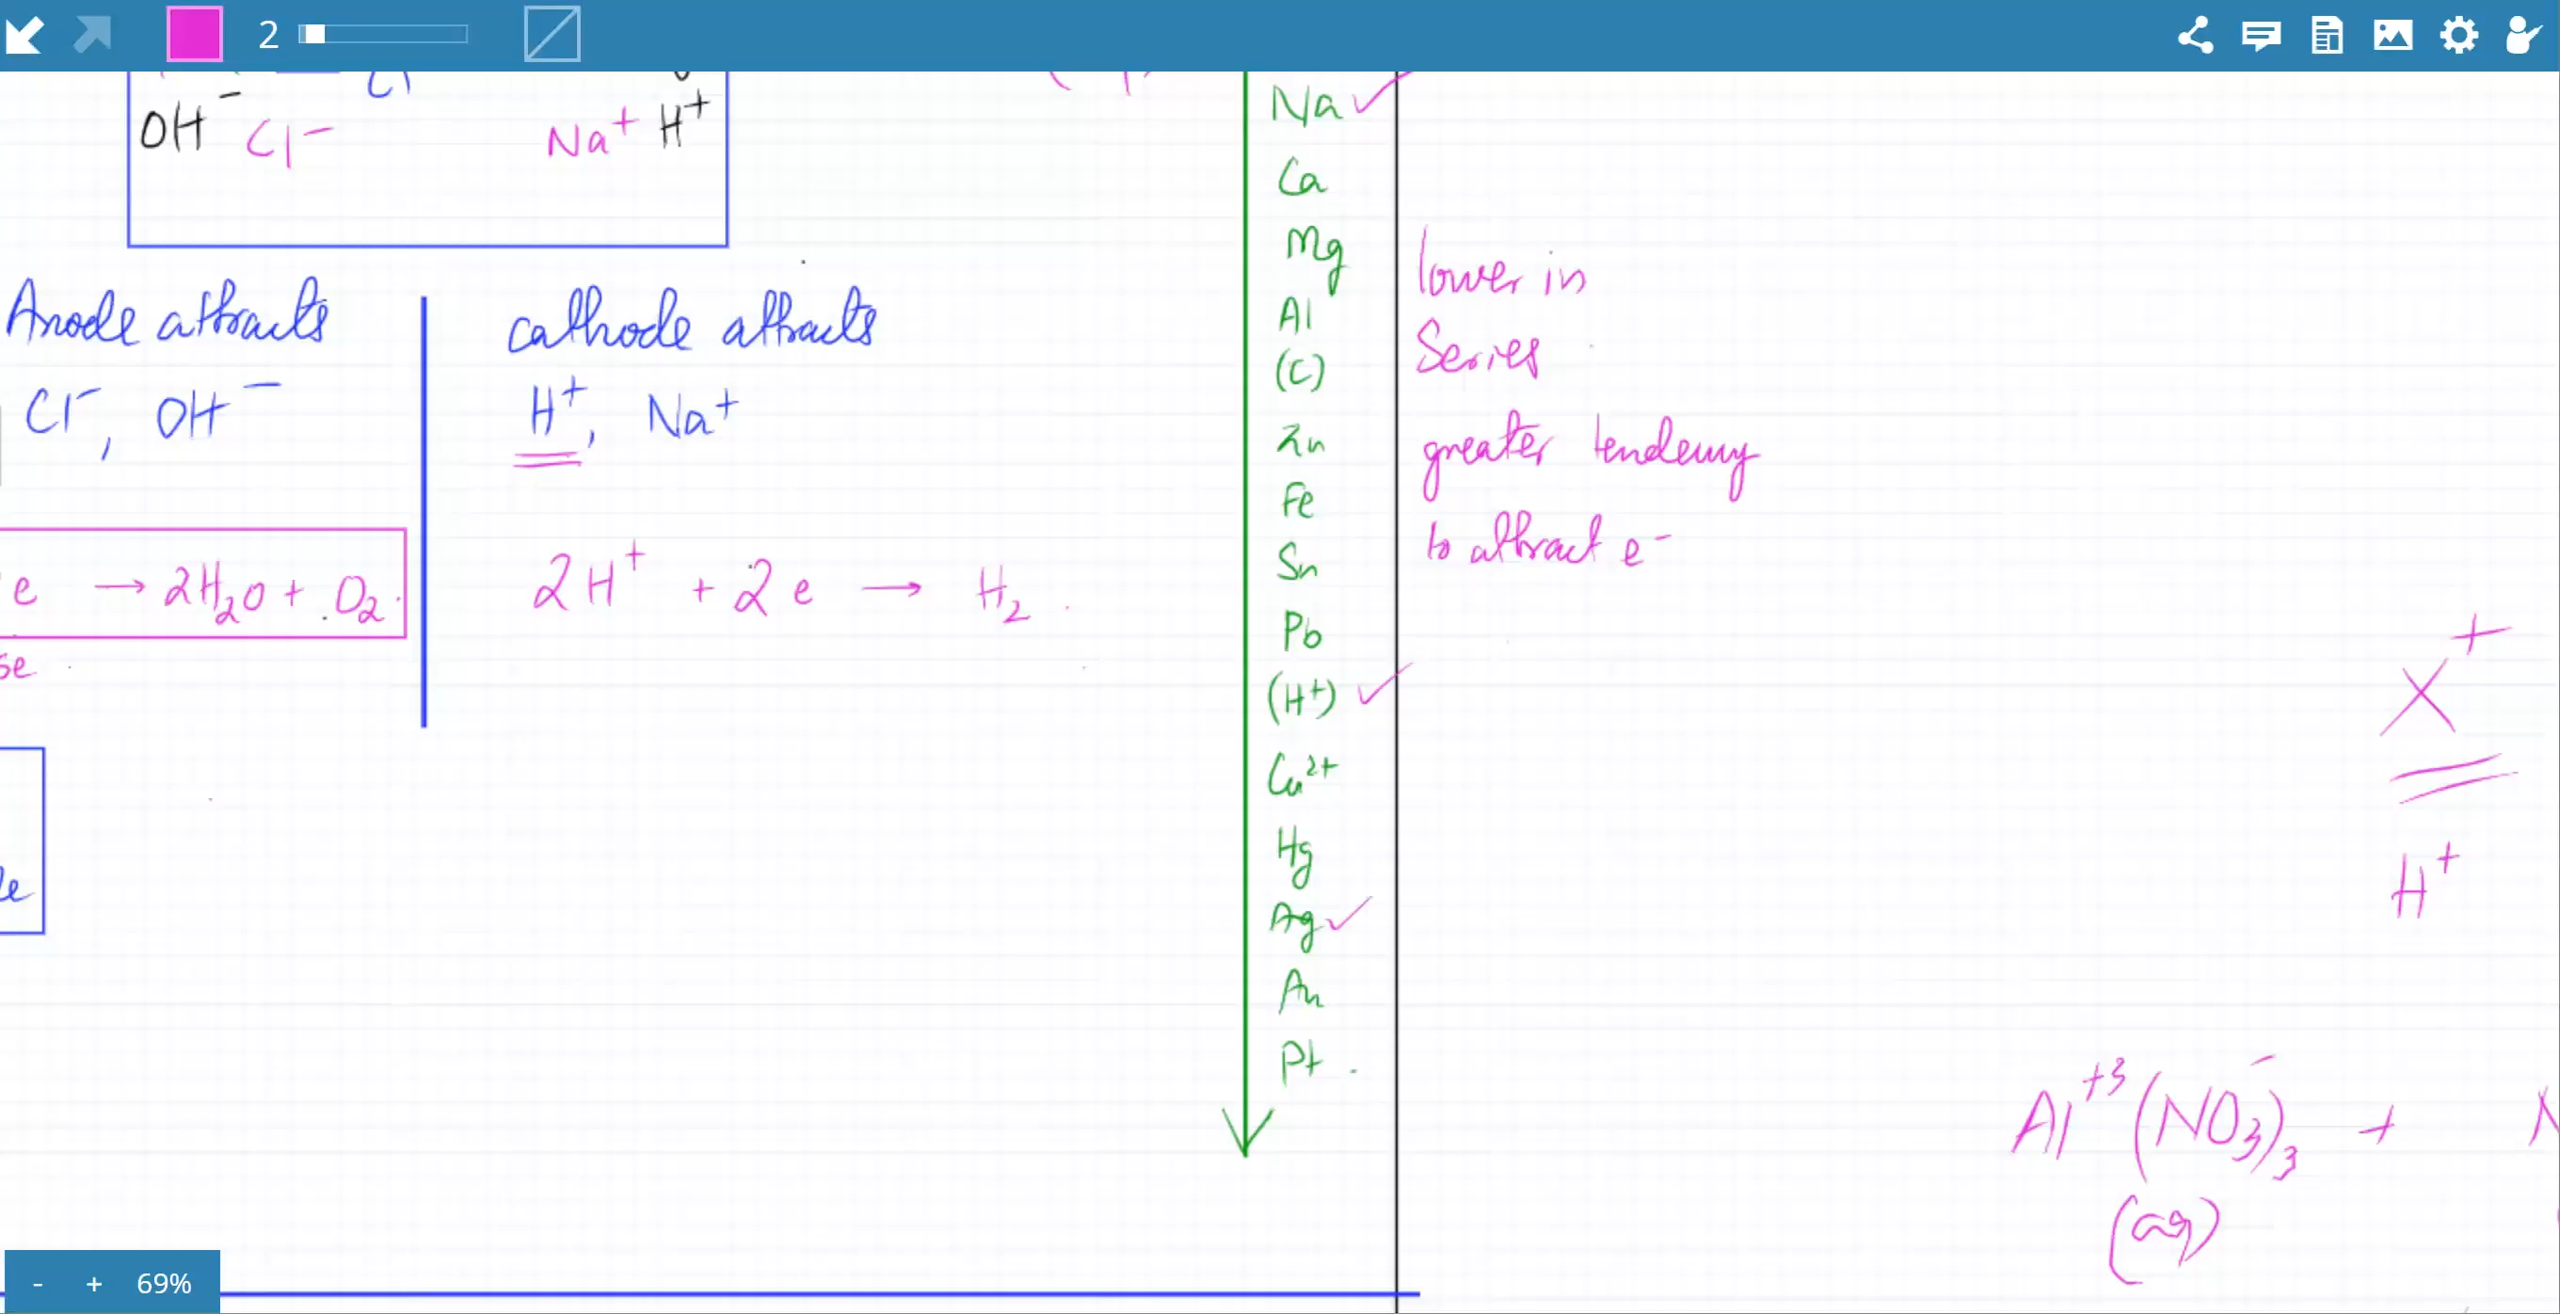 2
OH⁻ Cl⁻ Na⁺ H⁺
Anode attracts
Cl⁻, OH⁻
cathode attracts
H⁺, Na⁺
e → 2H₂O + O₂
2H⁺ + 2e → H₂
se
le
Na ✓
Ca
Mg
Al
(C)
Zn
Fe
Sn
Pb
(H⁺) ✓
Cu²⁺
Hg
Ag ✓
Au
Pt
lower in
Series
greater tendency
to attract e⁻
X⁺
H⁺
Al⁺³(NO₃⁻)₃ +
(aq)
- + 69%